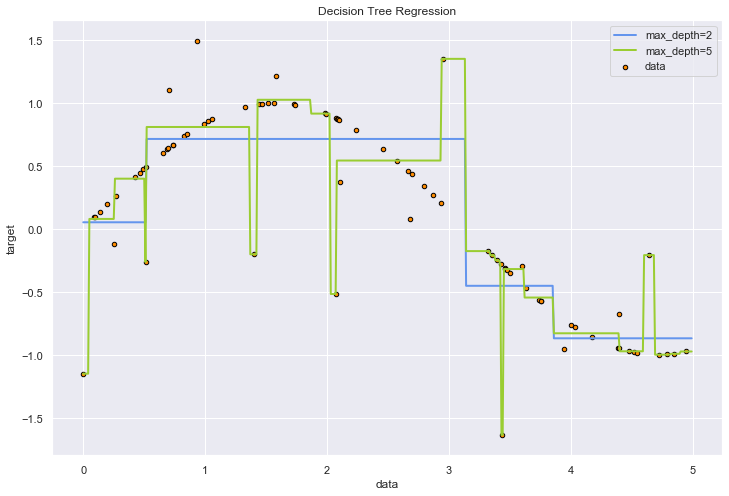 Decision Tree Regression
max_depth=2
max_depth=5
data
1.5
1.0
0.5
0.0
−0.5
−1.0
−1.5
target
0 1 2 3 4 5
data